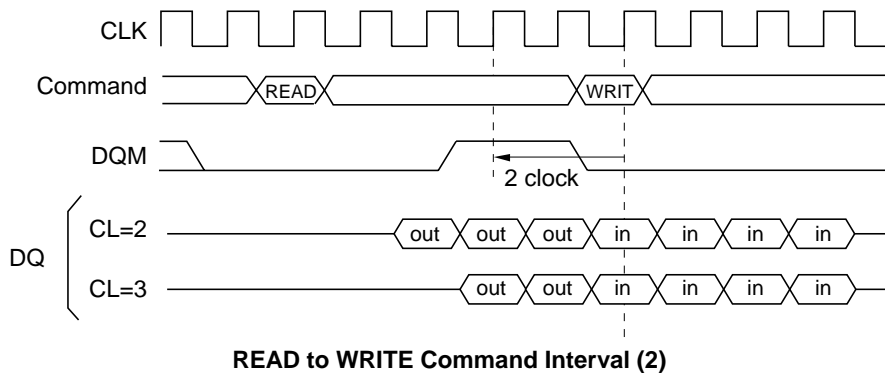 CLK
Command READ WRIT
DQM
2 clock
DQ
CL=2 out out out in in in in
CL=3 out out in in in in
READ to WRITE Command Interval (2)